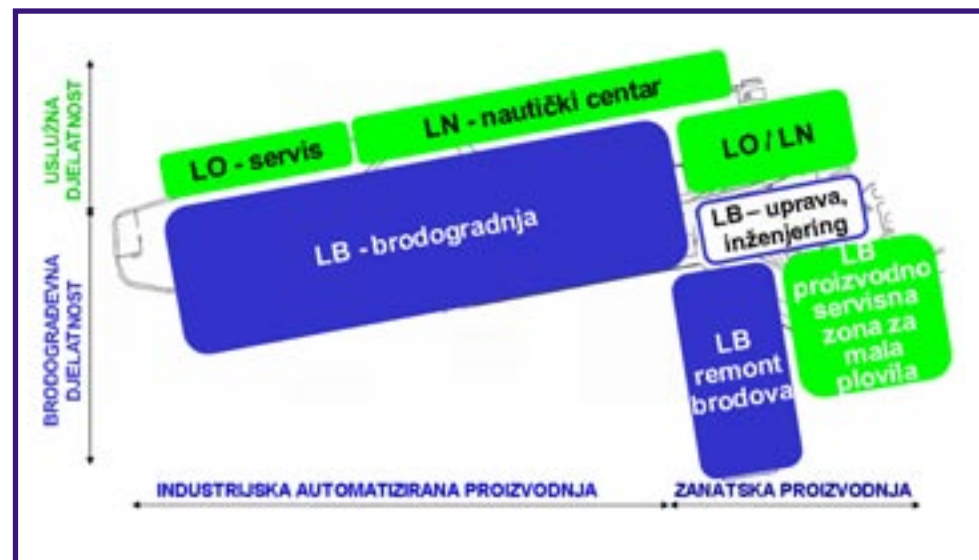 USLUŽNA
DJELATNOST
BRODOGRAĐEVNA
DJELATNOST
LO - servis
LN - nautički centar
LO / LN
LB - brodogradnja
LB – uprava,
inženjering
LB
proizvodno
servisna
zona za
mala
plovila
LB
remont
brodova
INDUSTRIJSKA AUTOMATIZIRANA PROIZVODNJA
ZANATSKA PROIZVODNJA